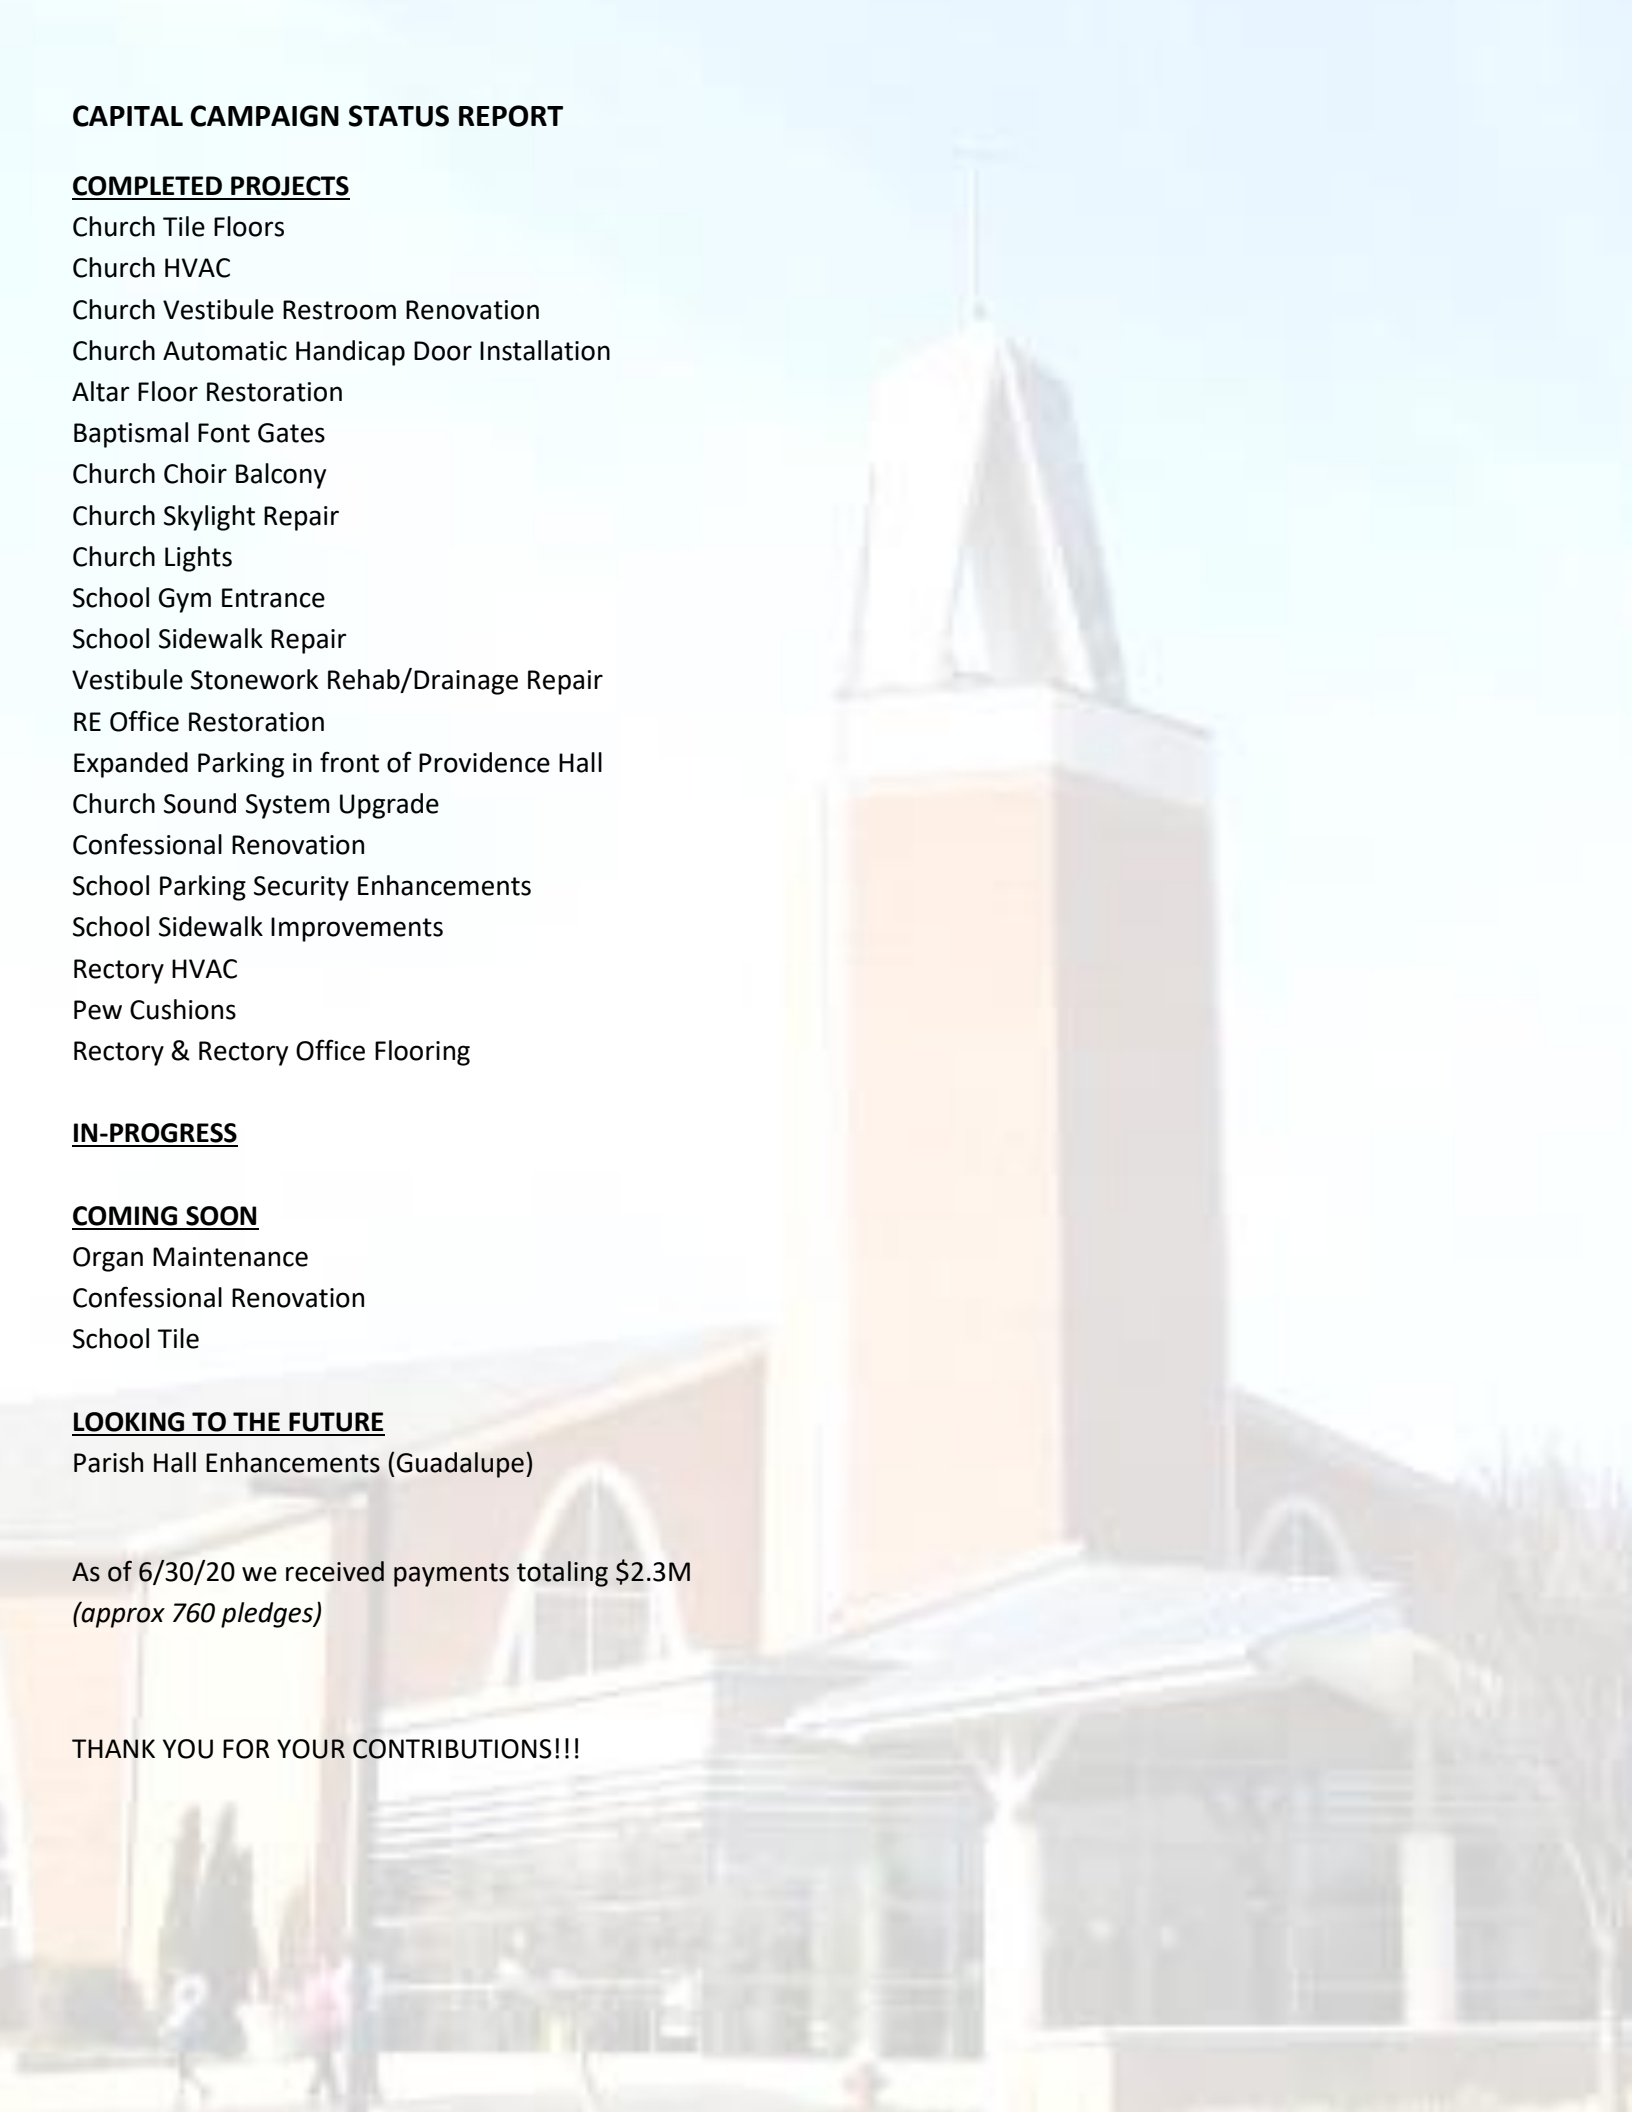 CAPITAL CAMPAIGN STATUS REPORT
COMPLETED PROJECTS
Church Tile Floors
Church HVAC
Church Vestibule Restroom Renovation
Church Automatic Handicap Door Installation
Altar Floor Restoration
Baptismal Font Gates
Church Choir Balcony
Church Skylight Repair
Church Lights
School Gym Entrance
School Sidewalk Repair
Vestibule Stonework Rehab/Drainage Repair
RE Office Restoration
Expanded Parking in front of Providence Hall
Church Sound System Upgrade
Confessional Renovation
School Parking Security Enhancements
School Sidewalk Improvements
Rectory HVAC
Pew Cushions
Rectory & Rectory Office Flooring
IN-PROGRESS
COMING SOON
Organ Maintenance
Confessional Renovation
School Tile
LOOKING TO THE FUTURE
Parish Hall Enhancements (Guadalupe)
As of 6/30/20 we received payments totaling $2.3M
(approx 760 pledges)
THANK YOU FOR YOUR CONTRIBUTIONS!!!